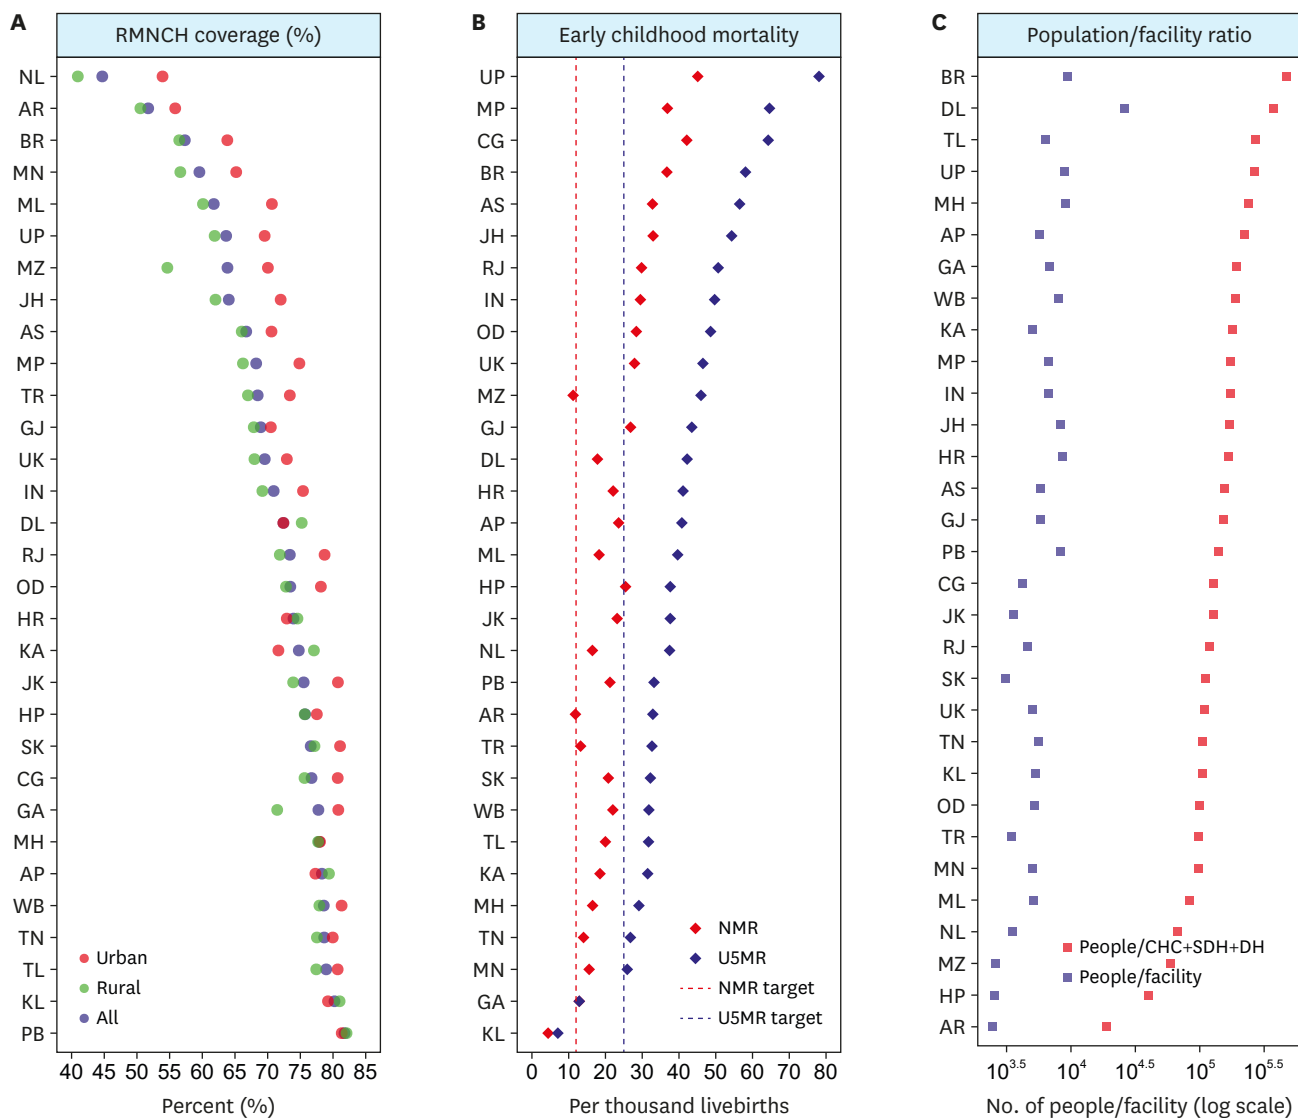 A
RMNCH coverage (%)
NL
AR
BR
MN
ML
UP
MZ
JH
AS
MP
TR
GJ
UK
IN
DL
RJ
OD
HR
KA
JK
HP
SK
CG
GA
MH
AP
WB
TN
TL
KL
PB
Urban
Rural
All
40 45 50 55 60 65 70 75 80 85
Percent (%)
B
Early childhood mortality
UP
MP
CG
BR
AS
JH
RJ
IN
OD
UK
MZ
GJ
DL
HR
AP
ML
HP
JK
NL
PB
AR
TR
SK
WB
TL
KA
MH
TN
MN
GA
KL
NMR
U5MR
NMR target
U5MR target
0 10 20 30 40 50 60 70 80
Per thousand livebirths
C
Population/facility ratio
BR
DL
TL
UP
MH
AP
GA
WB
KA
MP
IN
JH
HR
AS
GJ
PB
CG
JK
RJ
SK
UK
TN
KL
OD
TR
MN
ML
NL
MZ
HP
AR
People/CHC+SDH+DH
People/facility
10^3.5 10^4 10^4.5 10^5 10^5.5
No. of people/facility (log scale)